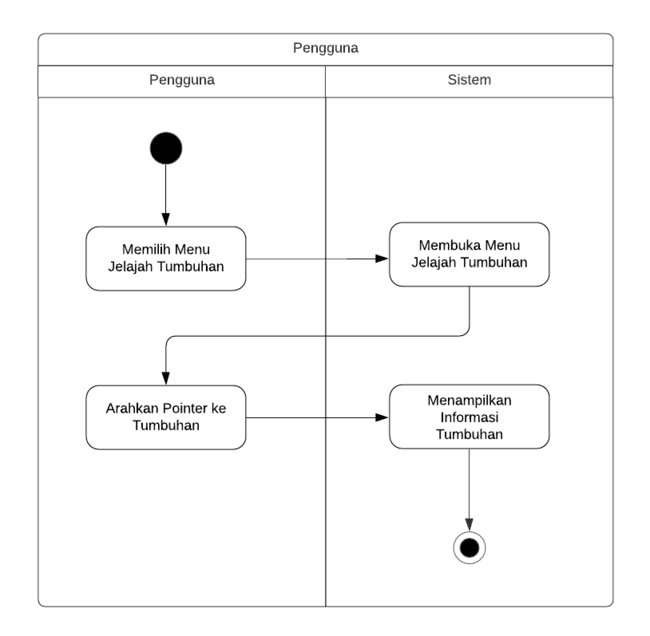 Pengguna
Pengguna
Sistem
Memilih Menu
Jelajah Tumbuhan
Membuka Menu
Jelajah Tumbuhan
Arahkan Pointer ke
Tumbuhan
Menampilkan
Informasi
Tumbuhan